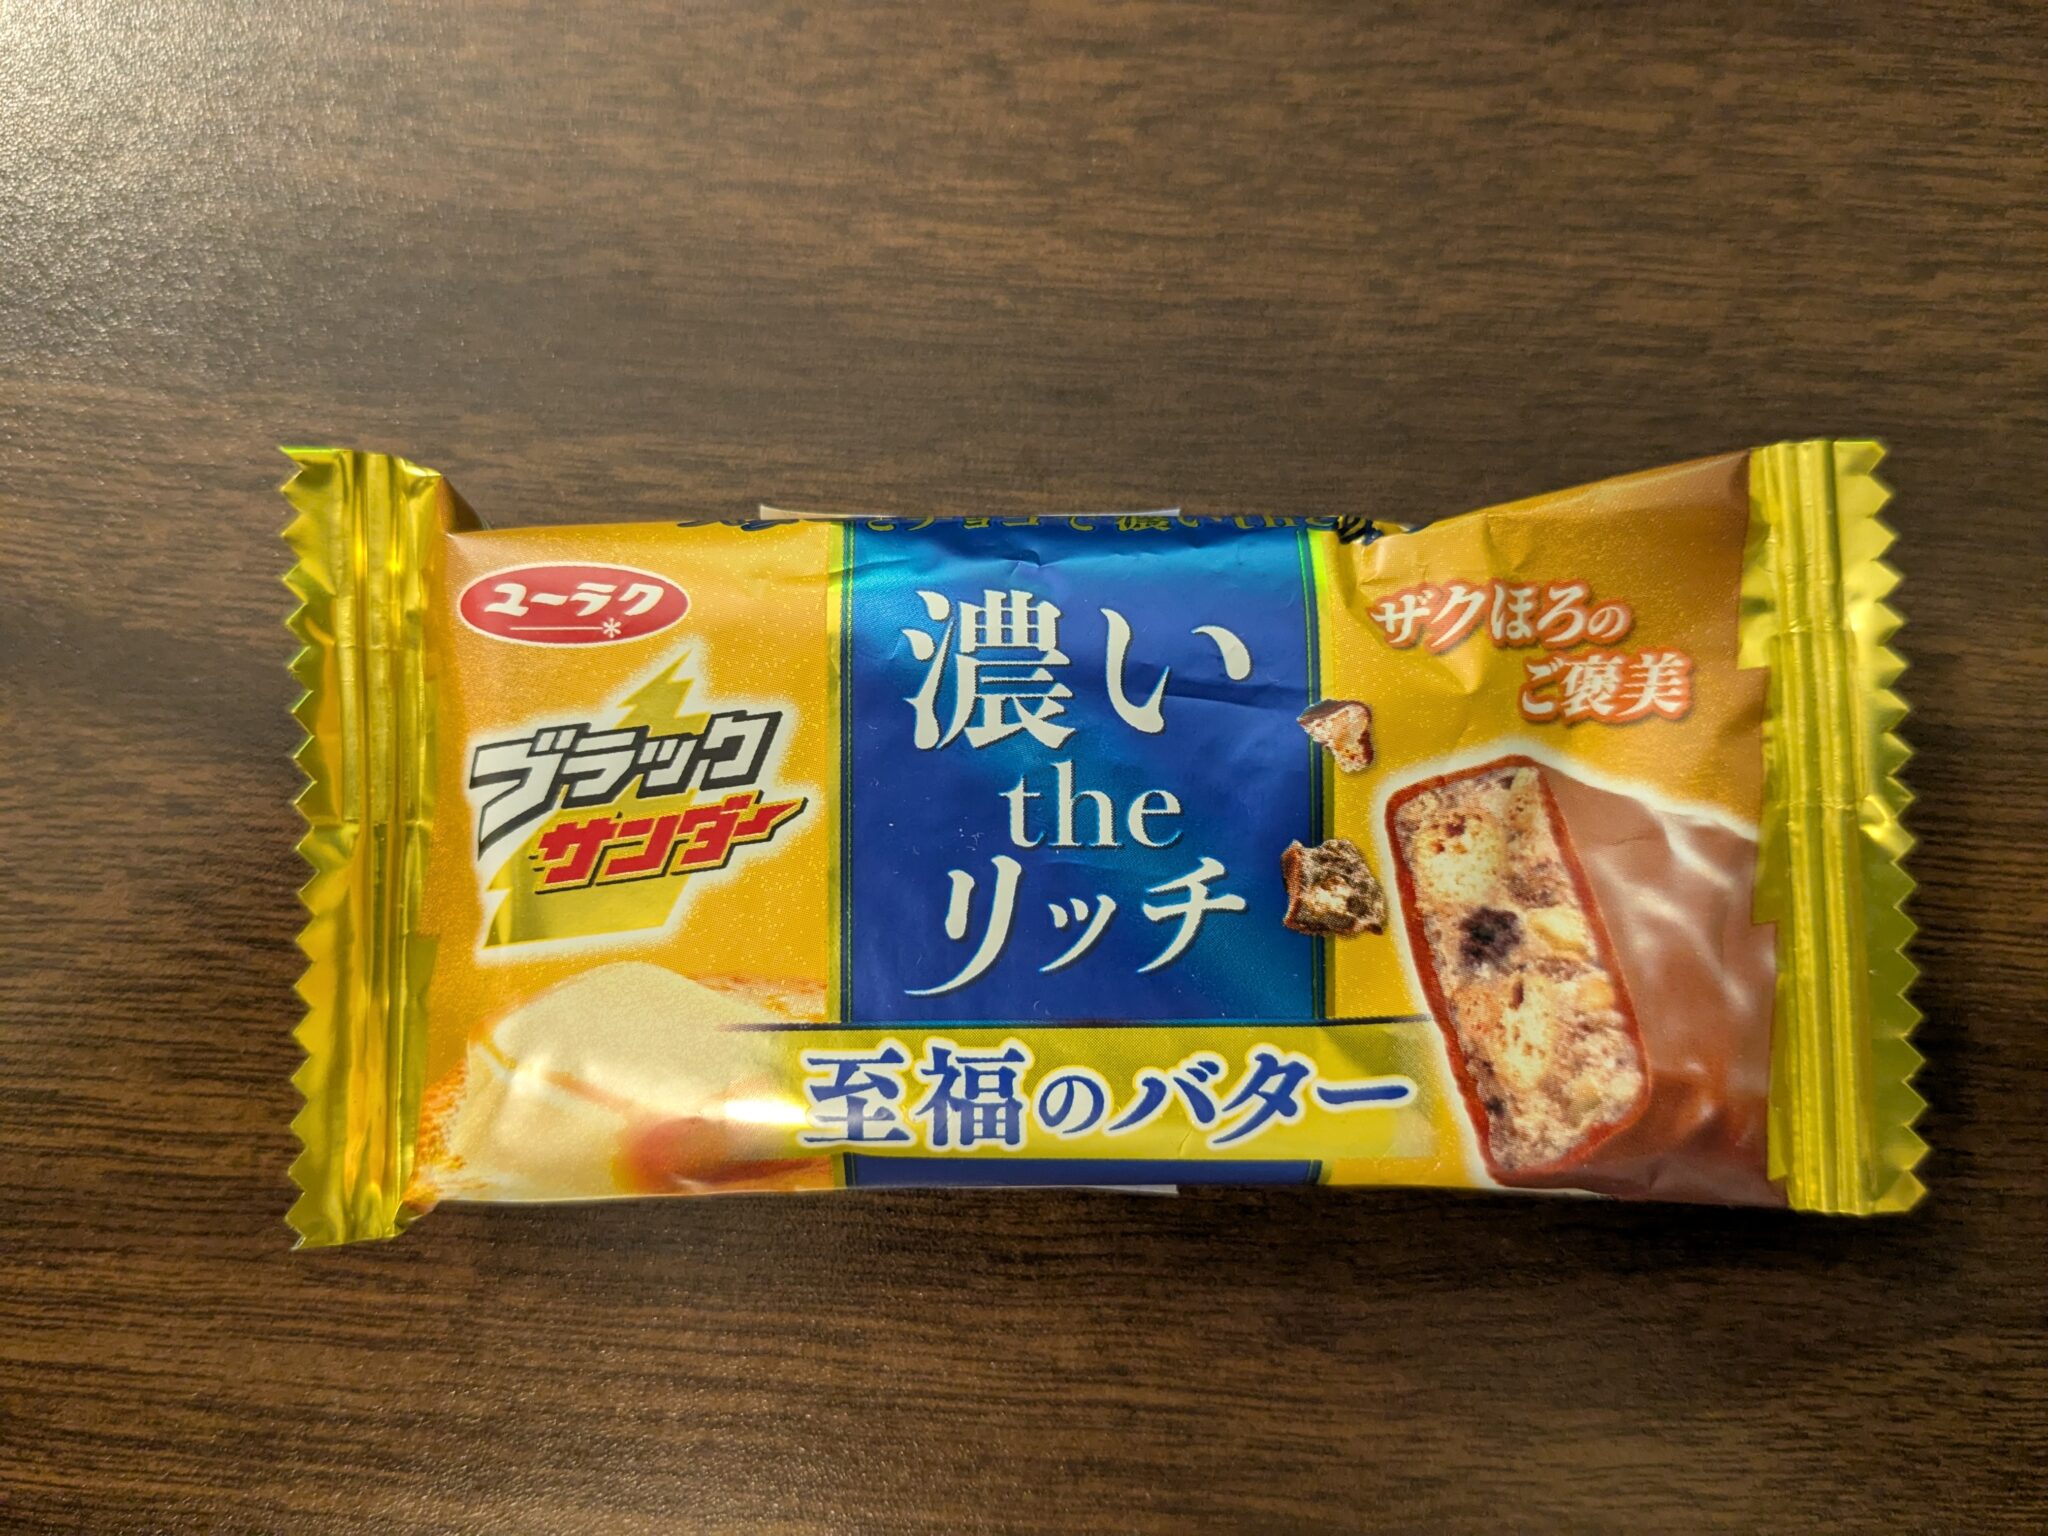 ユーラク
ブラック
サンダー
濃い
the
リッチ
至福のバター
ザクほろの
ご褒美